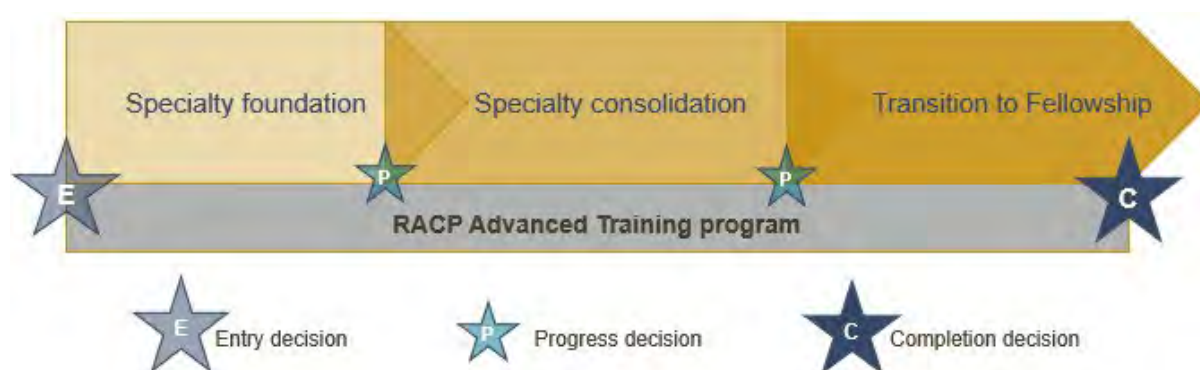 Specialty foundation
Specialty consolidation
Transition to Fellowship
E
P
P
C
RACP Advanced Training program
E Entry decision
P Progress decision
C Completion decision